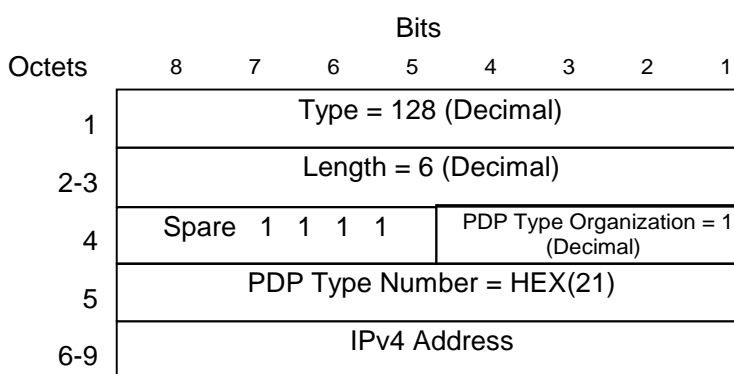 Bits
Octets 8 7 6 5 4 3 2 1
1 Type = 128 (Decimal)
2-3 Length = 6 (Decimal)
4 Spare 1 1 1 1 PDP Type Organization = 1
(Decimal)
5 PDP Type Number = HEX(21)
6-9 IPv4 Address